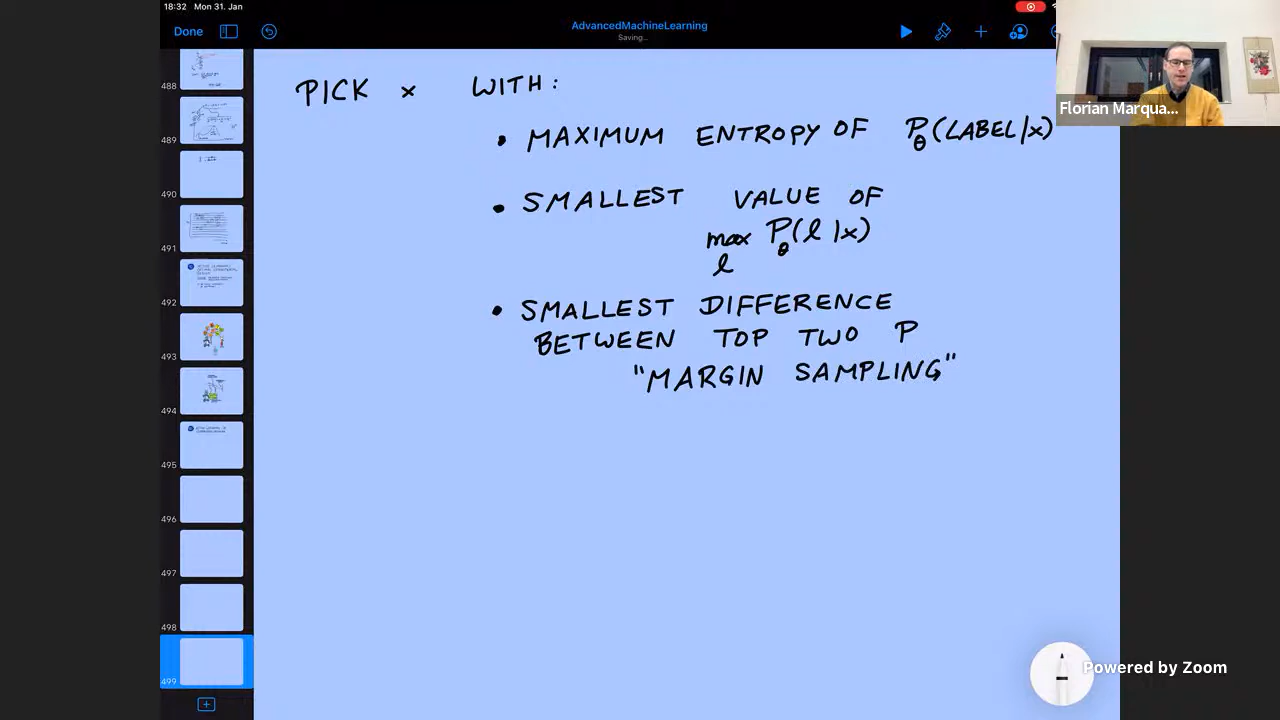 18:32 Mon 31. Jan
Done
AdvancedMachineLearning
Saving...
488
489
490
491
492
493
494
495
496
497
498
499
PICK x WITH:
• MAXIMUM ENTROPY OF Pθ(LABEL|x)
• SMALLEST VALUE OF
max Pθ(l|x)
l
• SMALLEST DIFFERENCE
BETWEEN TOP TWO P
"MARGIN SAMPLING"
Florian Marqua...
Powered by Zoom